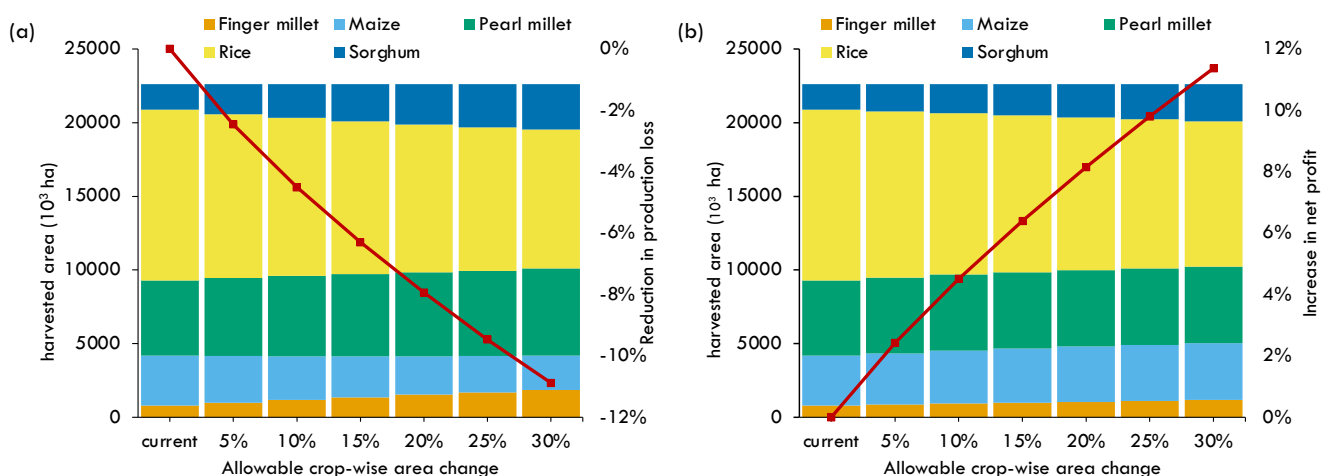 (a)
Finger millet Maize Pearl millet
Rice Sorghum
25000
20000
15000
10000
5000
0
harvested area (10³ ha)
0%
-2%
-4%
-6%
-8%
-10%
-12%
Reduction in production loss
current 5% 10% 15% 20% 25% 30%
Allowable crop-wise area change
(b)
Finger millet Maize Pearl millet
Rice Sorghum
25000
20000
15000
10000
5000
0
harvested area (10³ ha)
12%
10%
8%
6%
4%
2%
0%
Increase in net profit
current 5% 10% 15% 20% 25% 30%
Allowable crop-wise area change